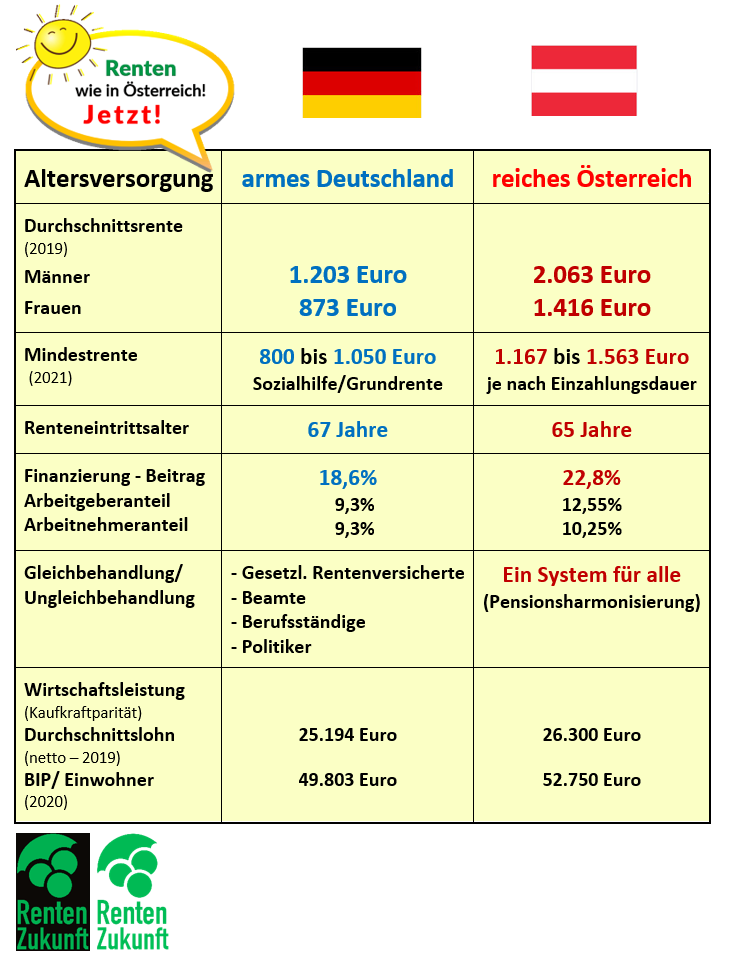 Renten
wie in Österreich!
Jetzt!
Altersversorgung armes Deutschland reiches Österreich
Durchschnittsrente
(2019)
Männer 1.203 Euro 2.063 Euro
Frauen 873 Euro 1.416 Euro
Mindestrente 800 bis 1.050 Euro 1.167 bis 1.563 Euro
(2021) Sozialhilfe/Grundrente je nach Einzahlungsdauer
Renteneintrittsalter 67 Jahre 65 Jahre
Finanzierung - Beitrag 18,6% 22,8%
Arbeitgeberanteil 9,3% 12,55%
Arbeitnehmeranteil 9,3% 10,25%
Gleichbehandlung/ - Gesetzl. Rentenversicherte Ein System für alle
Ungleichbehandlung - Beamte (Pensionsharmonisierung)
- Berufsständige
- Politiker
Wirtschaftsleistung
(Kaufkraftparität)
Durchschnittslohn 25.194 Euro 26.300 Euro
(netto – 2019)
BIP/ Einwohner 49.803 Euro 52.750 Euro
(2020)
Renten Renten
Zukunft Zukunft